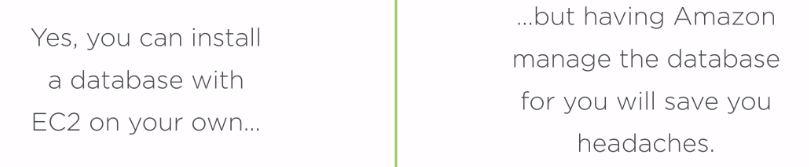 Yes, you can install
a database with
EC2 on your own...
...but having Amazon
manage the database
for you will save you
headaches.